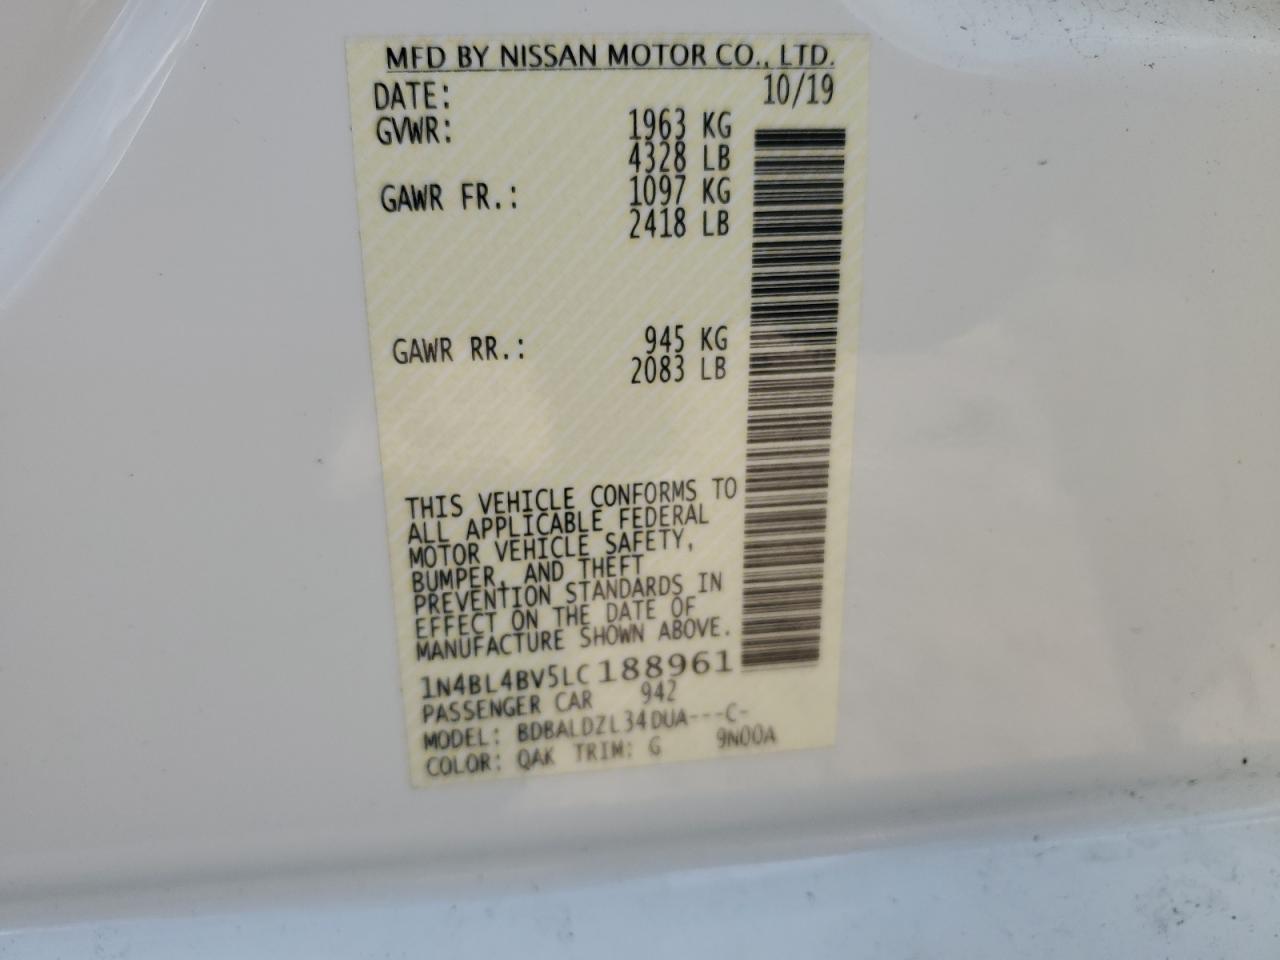 MFD BY NISSAN MOTOR CO., LTD.
DATE: 10/19
GVWR: 1963 KG
4328 LB
GAWR FR.: 1097 KG
2418 LB
GAWR RR.: 945 KG
2083 LB
THIS VEHICLE CONFORMS TO
ALL APPLICABLE FEDERAL
MOTOR VEHICLE SAFETY,
BUMPER, AND THEFT
PREVENTION STANDARDS IN
EFFECT ON THE DATE OF
MANUFACTURE SHOWN ABOVE.
1N4BL4BV5LC188961
PASSENGER CAR 942
MODEL: BDBALDZL34DUA---C-
COLOR: QAK TRIM: G 9N00A